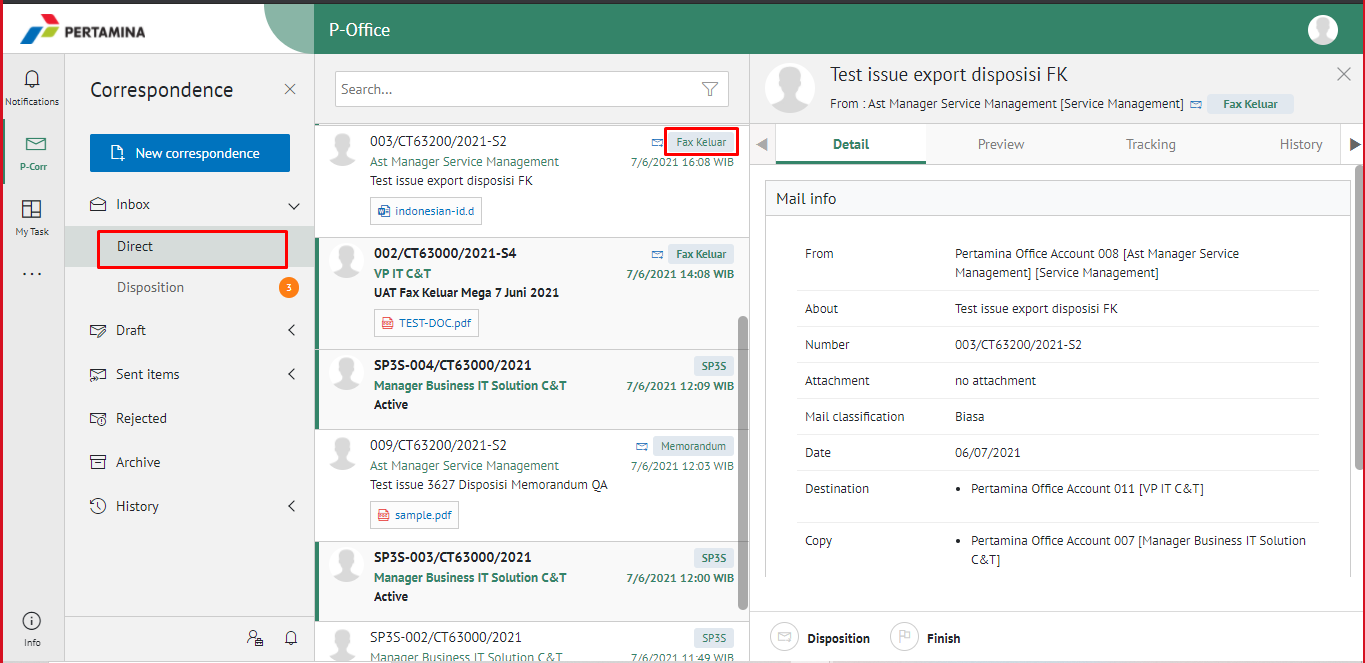 PERTAMINA
P-Office
Notifications
P-Corr
My Task
Info
Correspondence
New correspondence
Inbox
Direct
Disposition
3
Draft
Sent items
Rejected
Archive
History
Search...
003/CT63200/2021-S2
Fax Keluar
Ast Manager Service Management
7/6/2021 16:08 WIB
Test issue export disposisi FK
indonesian-id.d
002/CT63000/2021-S4
Fax Keluar
VP IT C&T
7/6/2021 14:08 WIB
UAT Fax Keluar Mega 7 Juni 2021
TEST-DOC.pdf
SP3S-004/CT63000/2021
SP3S
Manager Business IT Solution C&T
7/6/2021 12:09 WIB
Active
009/CT63200/2021-S2
Memorandum
Ast Manager Service Management
7/6/2021 12:03 WIB
Test issue 3627 Disposisi Memorandum QA
sample.pdf
SP3S-003/CT63000/2021
SP3S
Manager Business IT Solution C&T
7/6/2021 12:00 WIB
Active
SP3S-002/CT63000/2021
SP3S
Manager Business IT Solution C&T
7/6/2021 11:49 WIB
Test issue export disposisi FK
From : Ast Manager Service Management [Service Management]
Fax Keluar
Detail
Preview
Tracking
History
Mail info
From
Pertamina Office Account 008 [Ast Manager Service
Management] [Service Management]
About
Test issue export disposisi FK
Number
003/CT63200/2021-S2
Attachment
no attachment
Mail classification
Biasa
Date
06/07/2021
Destination
• Pertamina Office Account 011 [VP IT C&T]
Copy
• Pertamina Office Account 007 [Manager Business IT Solution
C&T]
Disposition
Finish